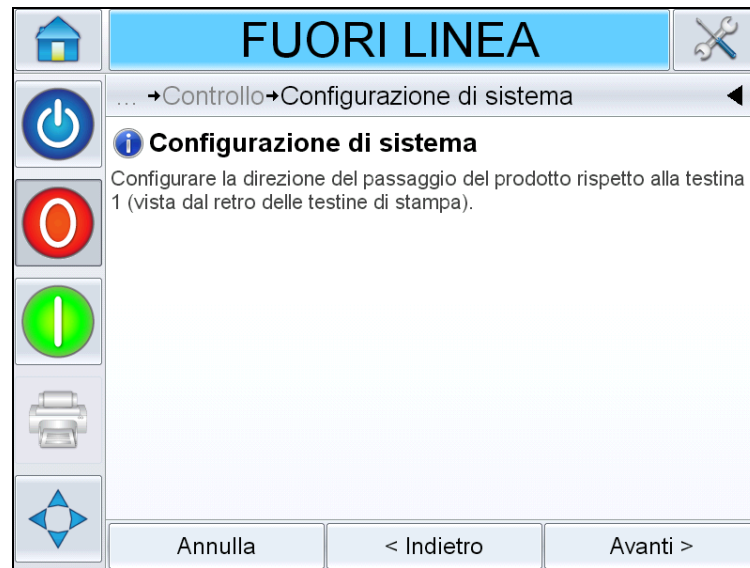 FUORI LINEA
... →Controllo→Configurazione di sistema
Configurazione di sistema
Configurare la direzione del passaggio del prodotto rispetto alla testina
1 (vista dal retro delle testine di stampa).
Annulla
< Indietro
Avanti >